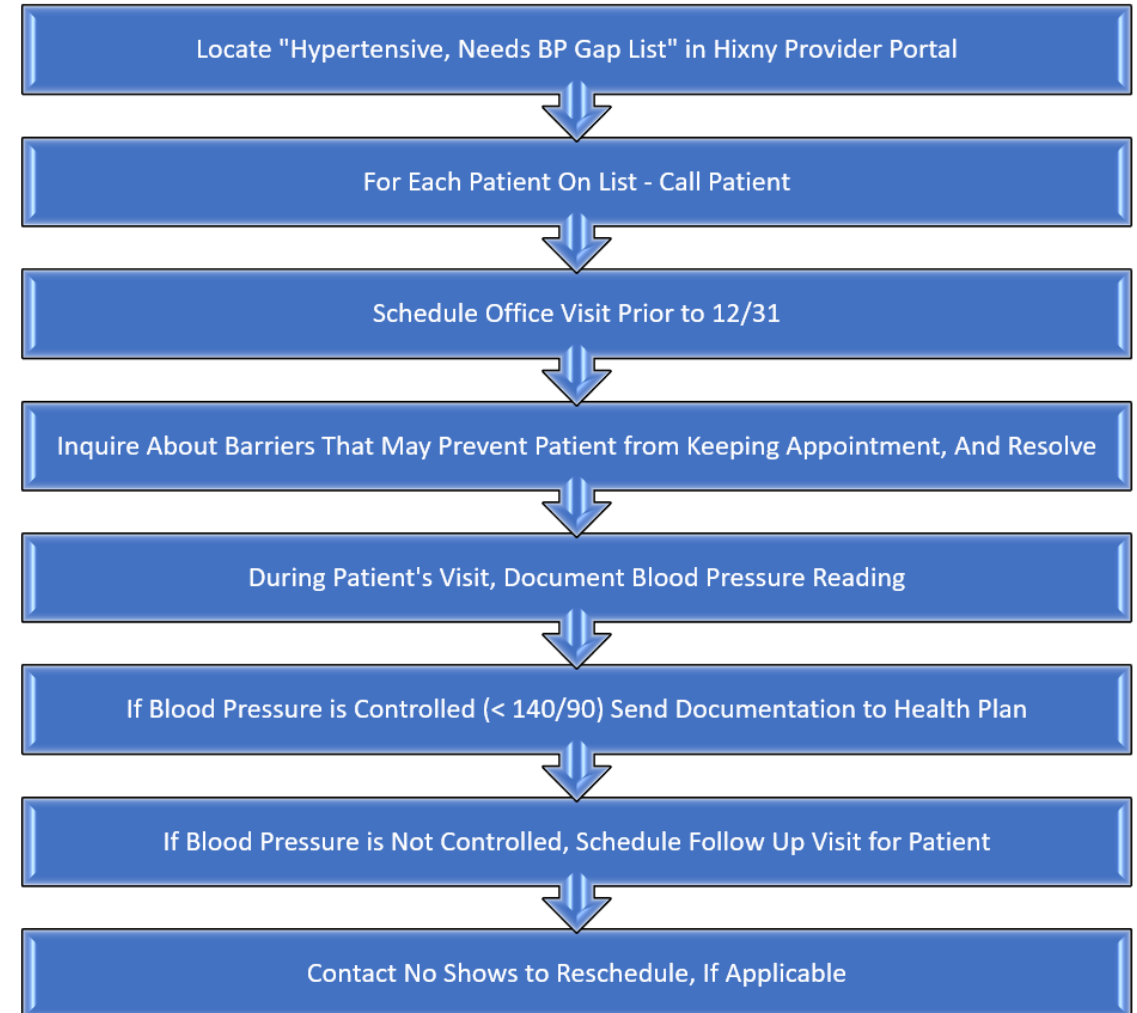 Locate "Hypertensive, Needs BP Gap List" in Hixny Provider Portal
For Each Patient On List - Call Patient
Schedule Office Visit Prior to 12/31
Inquire About Barriers That May Prevent Patient from Keeping Appointment, And Resolve
During Patient's Visit, Document Blood Pressure Reading
If Blood Pressure is Controlled (< 140/90) Send Documentation to Health Plan
If Blood Pressure is Not Controlled, Schedule Follow Up Visit for Patient
Contact No Shows to Reschedule, If Applicable